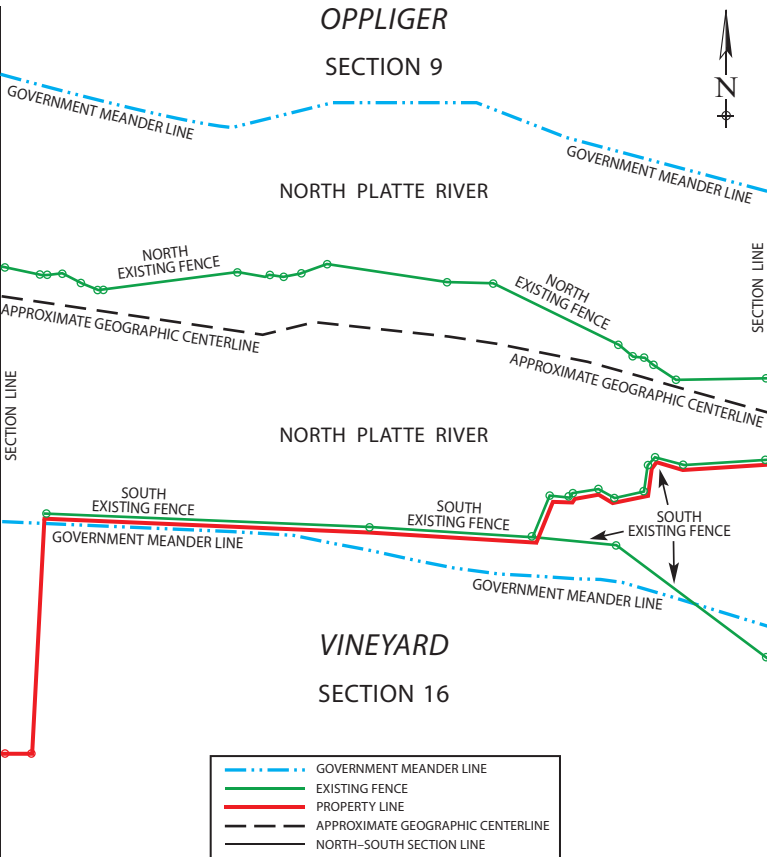 OPPLIGER
SECTION 9
N
GOVERNMENT MEANDER LINE
GOVERNMENT MEANDER LINE
NORTH PLATTE RIVER
SECTION LINE
NORTH
EXISTING FENCE
NORTH
EXISTING FENCE
APPROXIMATE GEOGRAPHIC CENTERLINE
APPROXIMATE GEOGRAPHIC CENTERLINE
SECTION LINE
NORTH PLATTE RIVER
SOUTH
EXISTING FENCE
SOUTH
EXISTING FENCE
SOUTH
EXISTING FENCE
GOVERNMENT MEANDER LINE
GOVERNMENT MEANDER LINE
VINEYARD
SECTION 16
GOVERNMENT MEANDER LINE
EXISTING FENCE
PROPERTY LINE
APPROXIMATE GEOGRAPHIC CENTERLINE
NORTH–SOUTH SECTION LINE